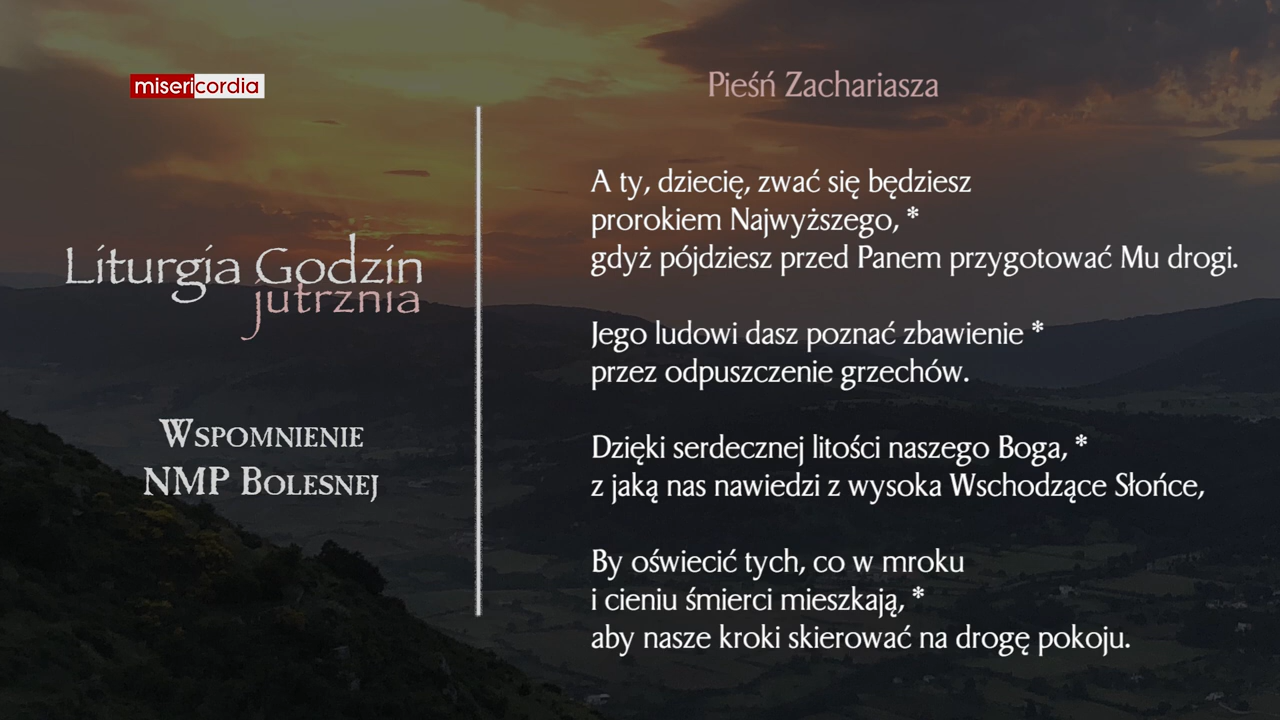 misericordia
Liturgia Godzin
jutrznia
Wspomnienie
NMP Bolesnej
Pieśń Zachariasza
A ty, dziecię, zwać się będziesz
prorokiem Najwyższego, *
gdyż pójdziesz przed Panem przygotować Mu drogi.
Jego ludowi dasz poznać zbawienie *
przez odpuszczenie grzechów.
Dzięki serdecznej litości naszego Boga, *
z jaką nas nawiedzi z wysoka Wschodzące Słońce,
By oświecić tych, co w mroku
i cieniu śmierci mieszkają, *
aby nasze kroki skierować na drogę pokoju.